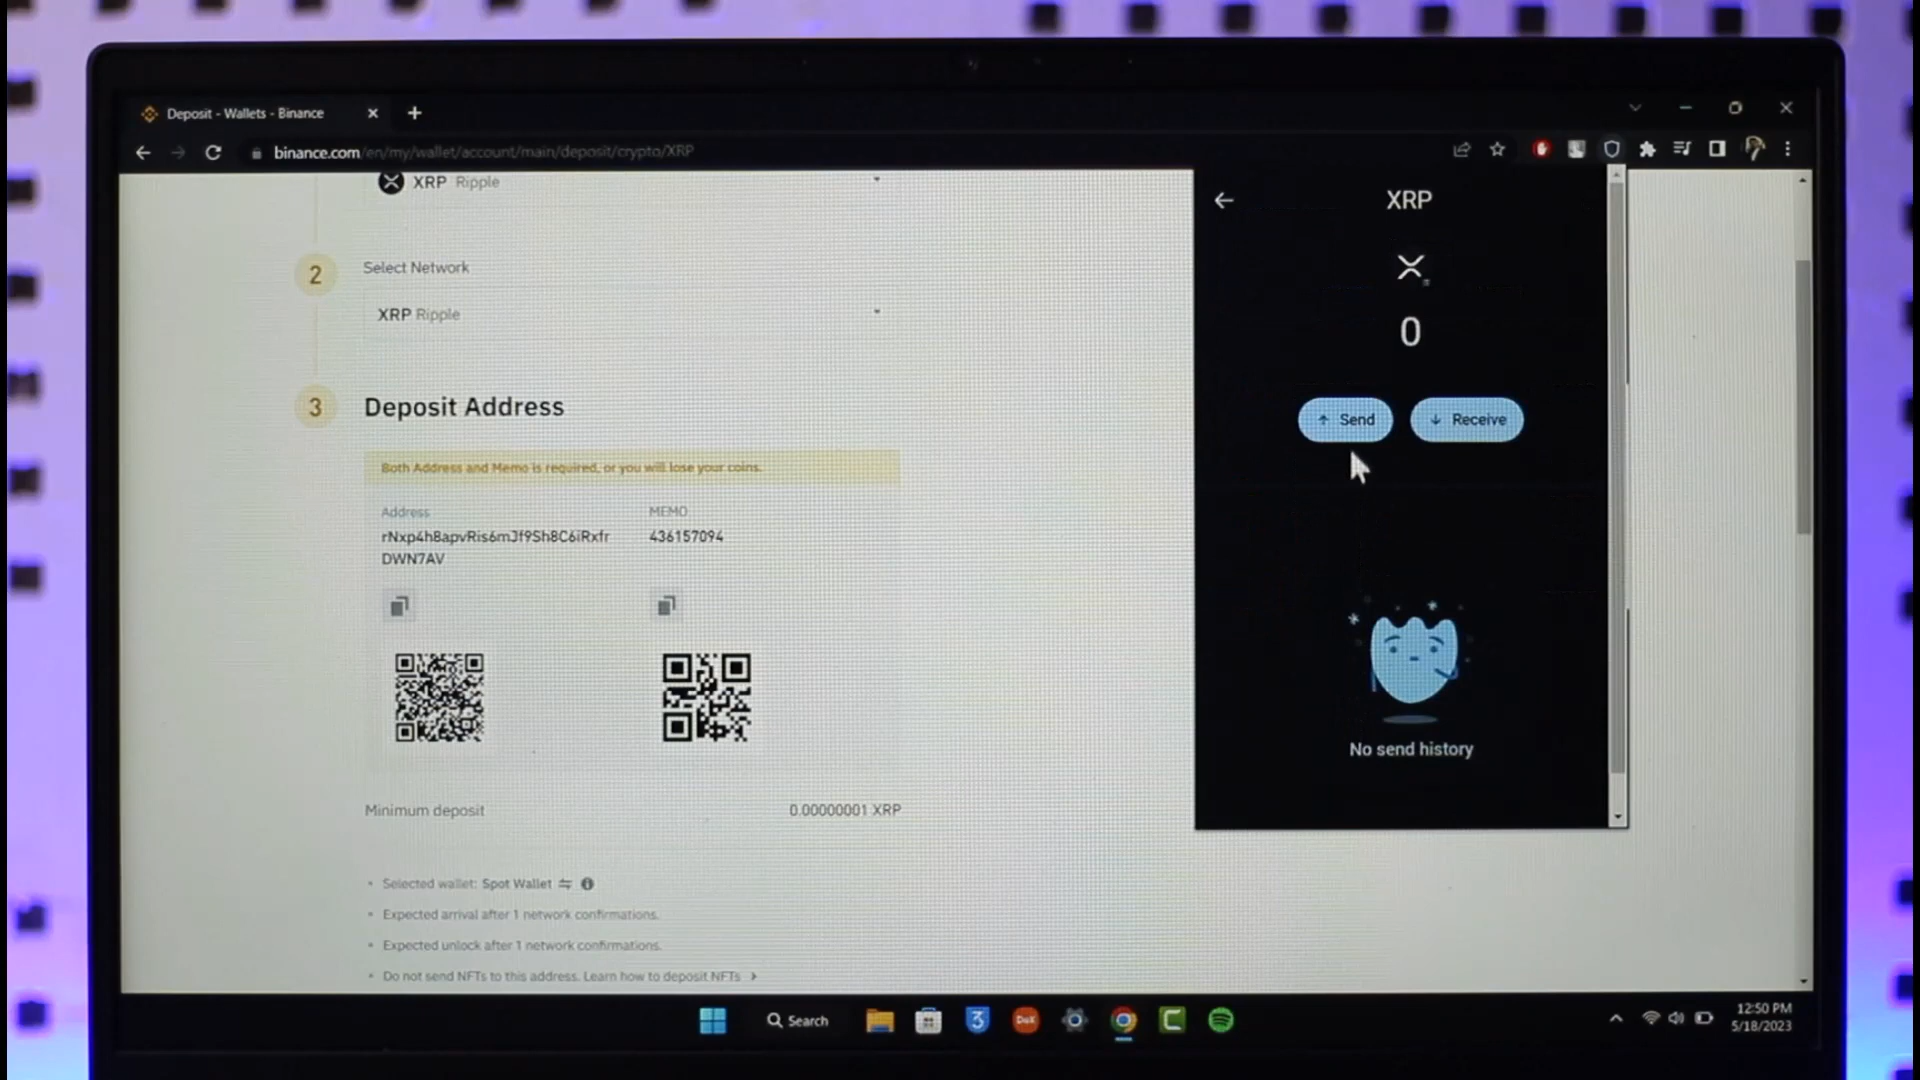 Deposit - Wallets - Binance
binance.com/en/my/wallet/account/main/deposit/crypto/XRP
XRP Ripple
2
Select Network
XRP Ripple
3
Deposit Address
Both Address and Memo is required, or you will lose your coins.
Address
MEMO
rNxp4h8apvRis6mJf9Sh8C6iRxfr
DWN7AV
436157094
Minimum deposit
0.00000001 XRP
Selected wallet: Spot Wallet
Expected arrival after 1 network confirmations.
Expected unlock after 1 network confirmations.
Do not send NFTs to this address. Learn how to deposit NFTs
XRP
0
Send
Receive
No send history
Search
3
DeX
C
12:50 PM
5/18/2023